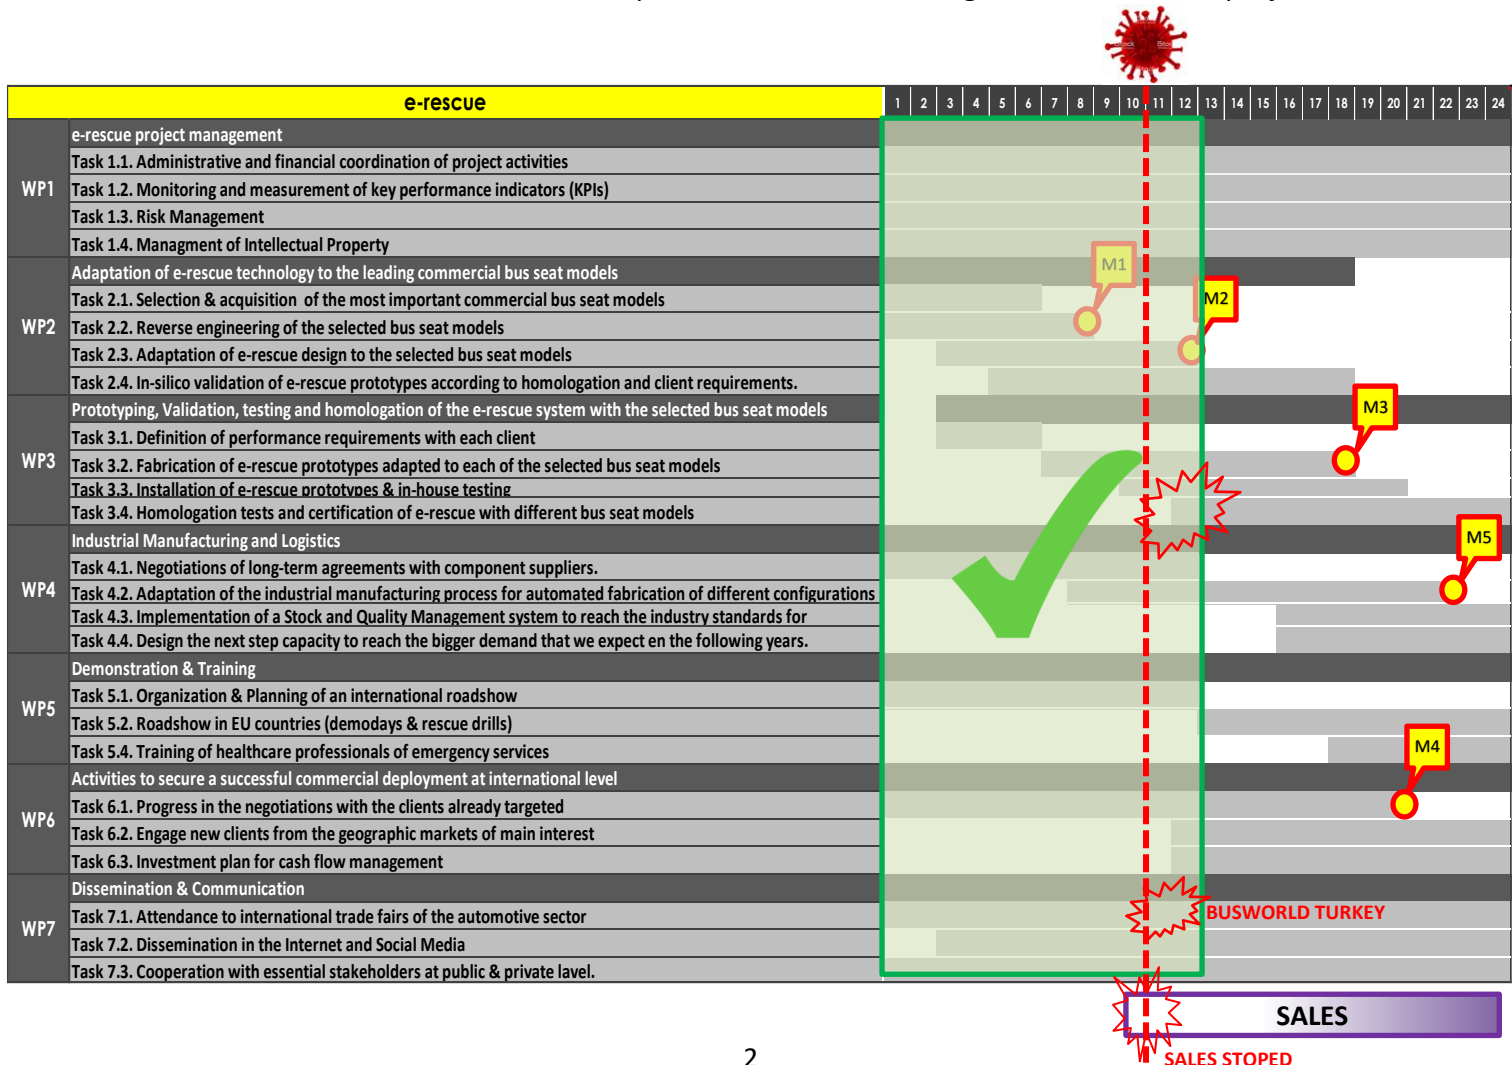 e-rescue
1 2 3 4 5 6 7 8 9 10 11 12 13 14 15 16 17 18 19 20 21 22 23 24
WP1
e-rescue project management
Task 1.1. Administrative and financial coordination of project activities
Task 1.2. Monitoring and measurement of key performance indicators (KPIs)
Task 1.3. Risk Management
Task 1.4. Managment of Intellectual Property
WP2
Adaptation of e-rescue technology to the leading commercial bus seat models
M1
Task 2.1. Selection & acquisition of the most important commercial bus seat models
M2
Task 2.2. Reverse engineering of the selected bus seat models
Task 2.3. Adaptation of e-rescue design to the selected bus seat models
Task 2.4. In-silico validation of e-rescue prototypes according to homologation and client requirements.
WP3
Prototyping, Validation, testing and homologation of the e-rescue system with the selected bus seat models
M3
Task 3.1. Definition of performance requirements with each client
Task 3.2. Fabrication of e-rescue prototypes adapted to each of the selected bus seat models
Task 3.3. Installation of e-rescue prototypes & in-house testing
Task 3.4. Homologation tests and certification of e-rescue with different bus seat models
WP4
Industrial Manufacturing and Logistics
M5
Task 4.1. Negotiations of long-term agreements with component suppliers.
Task 4.2. Adaptation of the industrial manufacturing process for automated fabrication of different configurations
Task 4.3. Implementation of a Stock and Quality Management system to reach the industry standards for
Task 4.4. Design the next step capacity to reach the bigger demand that we expect en the following years.
WP5
Demonstration & Training
Task 5.1. Organization & Planning of an international roadshow
Task 5.2. Roadshow in EU countries (demodays & rescue drills)
Task 5.4. Training of healthcare professionals of emergency services
M4
WP6
Activities to secure a successful commercial deployment at international level
Task 6.1. Progress in the negotiations with the clients already targeted
Task 6.2. Engage new clients from the geographic markets of main interest
Task 6.3. Investment plan for cash flow management
WP7
Dissemination & Communication
Task 7.1. Attendance to international trade fairs of the automotive sector
BUSWORLD TURKEY
Task 7.2. Dissemination in the Internet and Social Media
Task 7.3. Cooperation with essential stakeholders at public & private lavel.
SALES
SALES STOPED
2